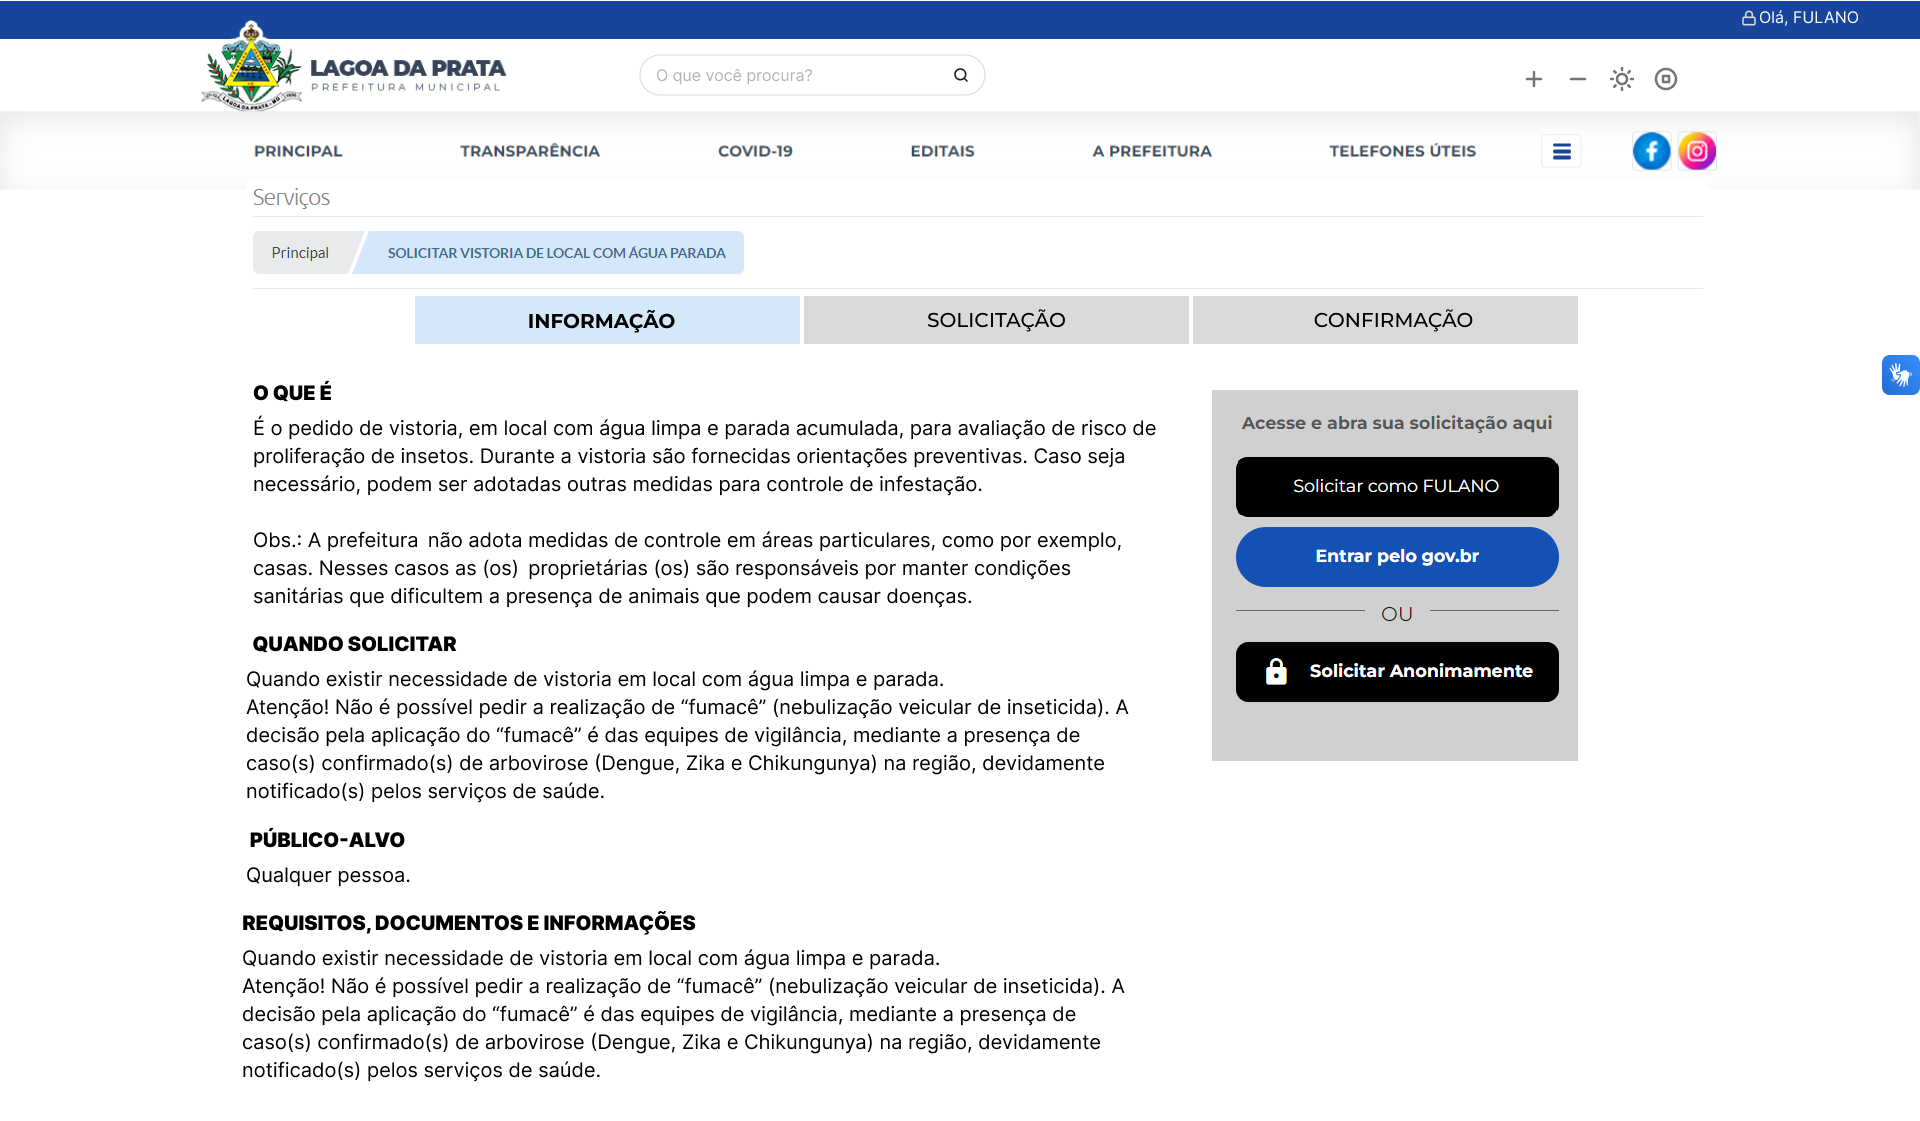 Olá, FULANO
LAGOA DA PRATA
PREFEITURA MUNICIPAL
LAGOA DA PRATA - MG
O que você procura?
PRINCIPAL
TRANSPARÊNCIA
COVID-19
EDITAIS
A PREFEITURA
TELEFONES ÚTEIS
Serviços
Principal
SOLICITAR VISTORIA DE LOCAL COM ÁGUA PARADA
INFORMAÇÃO
SOLICITAÇÃO
CONFIRMAÇÃO
O QUE É
É o pedido de vistoria, em local com água limpa e parada acumulada, para avaliação de risco de
proliferação de insetos. Durante a vistoria são fornecidas orientações preventivas. Caso seja
necessário, podem ser adotadas outras medidas para controle de infestação.
Obs.: A prefeitura não adota medidas de controle em áreas particulares, como por exemplo,
casas. Nesses casos as (os) proprietárias (os) são responsáveis por manter condições
sanitárias que dificultem a presença de animais que podem causar doenças.
QUANDO SOLICITAR
Quando existir necessidade de vistoria em local com água limpa e parada.
Atenção! Não é possível pedir a realização de “fumacê” (nebulização veicular de inseticida). A
decisão pela aplicação do “fumacê” é das equipes de vigilância, mediante a presença de
caso(s) confirmado(s) de arbovirose (Dengue, Zika e Chikungunya) na região, devidamente
notificado(s) pelos serviços de saúde.
PÚBLICO-ALVO
Qualquer pessoa.
REQUISITOS, DOCUMENTOS E INFORMAÇÕES
Quando existir necessidade de vistoria em local com água limpa e parada.
Atenção! Não é possível pedir a realização de “fumacê” (nebulização veicular de inseticida). A
decisão pela aplicação do “fumacê” é das equipes de vigilância, mediante a presença de
caso(s) confirmado(s) de arbovirose (Dengue, Zika e Chikungunya) na região, devidamente
notificado(s) pelos serviços de saúde.
Acesse e abra sua solicitação aqui
Solicitar como FULANO
Entrar pelo gov.br
OU
Solicitar Anonimamente